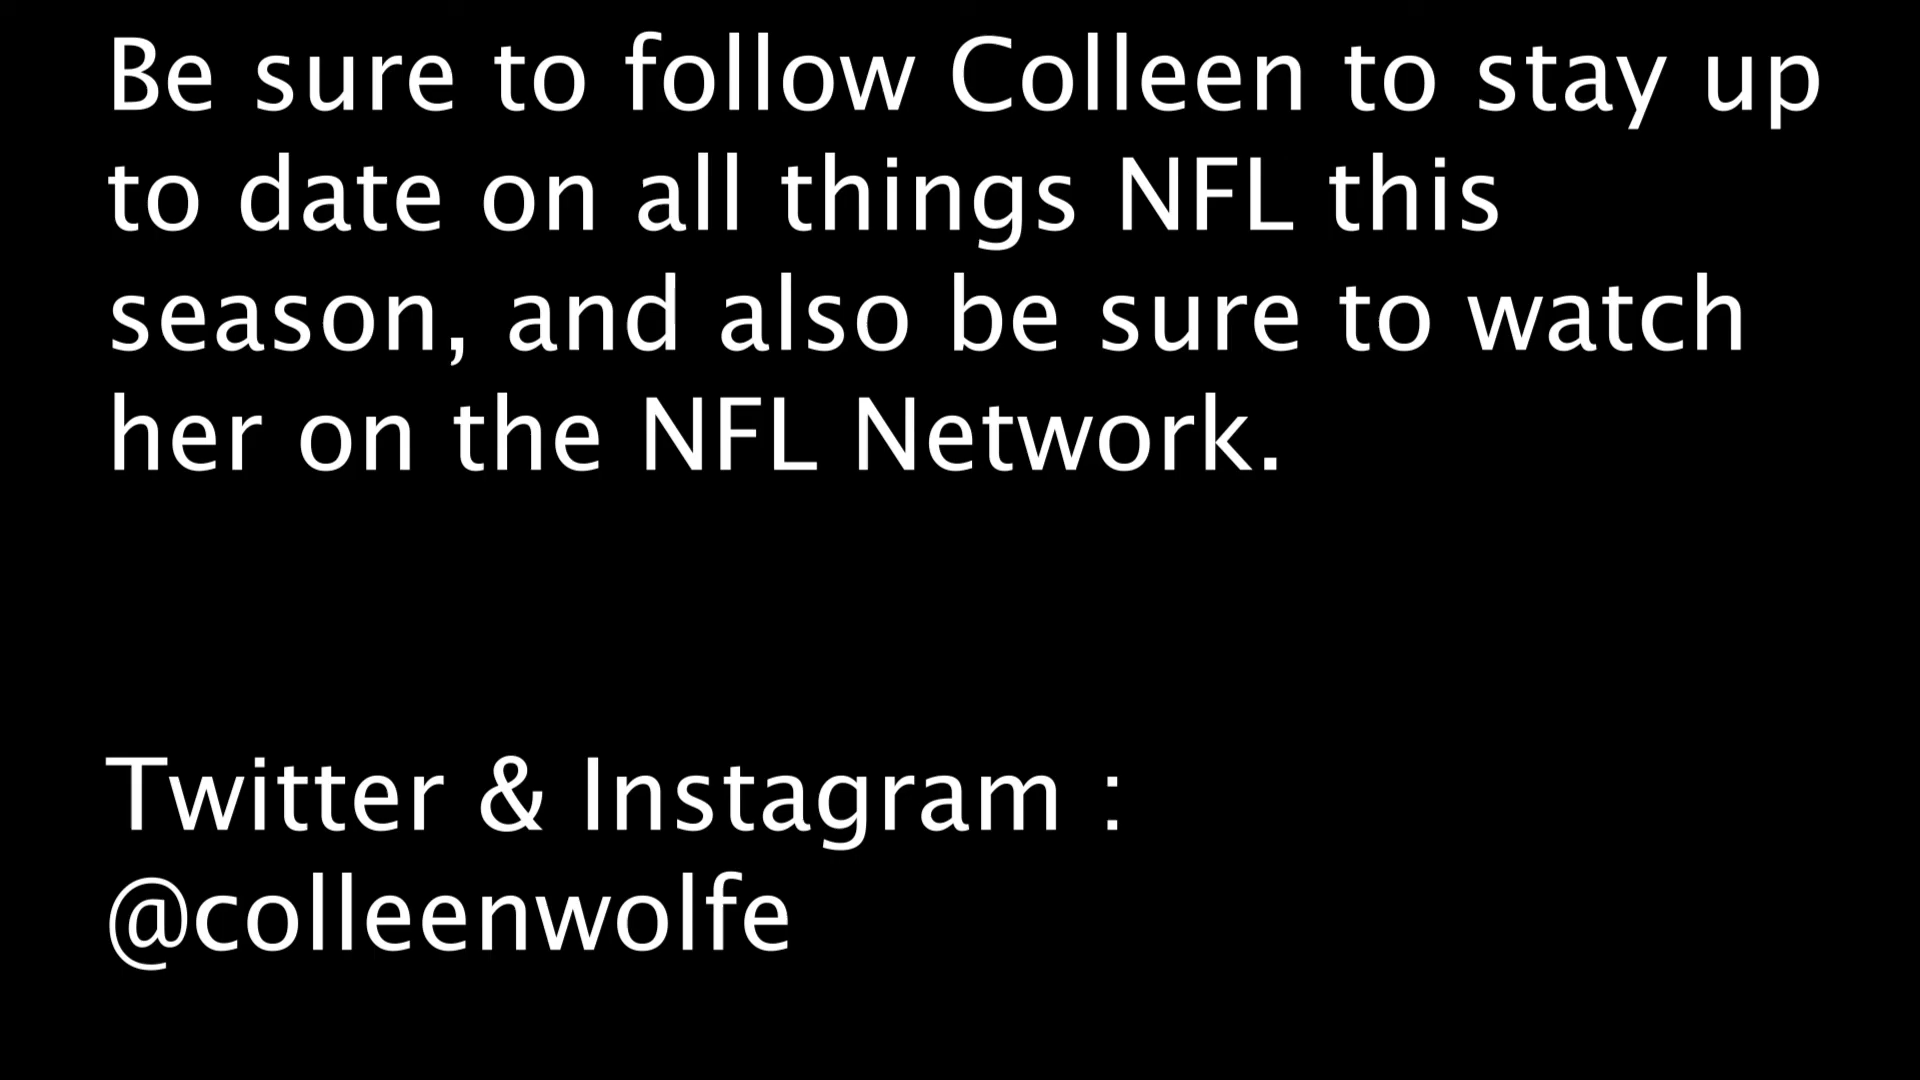 Be sure to follow Colleen to stay up
to date on all things NFL this
season, and also be sure to watch
her on the NFL Network.
Twitter & Instagram :
@colleenwolfe